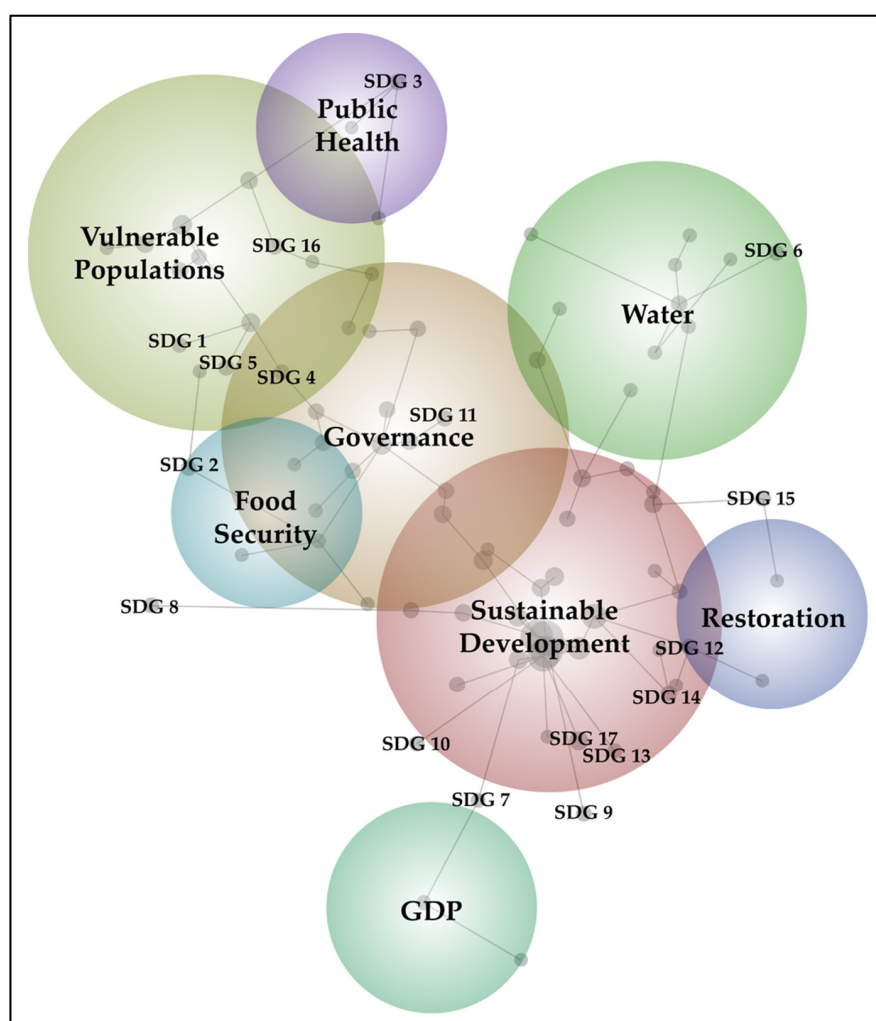 SDG 3
Public
Health
Vulnerable
Populations
SDG 16
SDG 6
Water
SDG 1
SDG 5
SDG 4
SDG 11
Governance
SDG 2
Food
Security
SDG 15
SDG 8
Sustainable
Development
Restoration
SDG 12
SDG 14
SDG 10
SDG 17
SDG 13
SDG 7
SDG 9
GDP